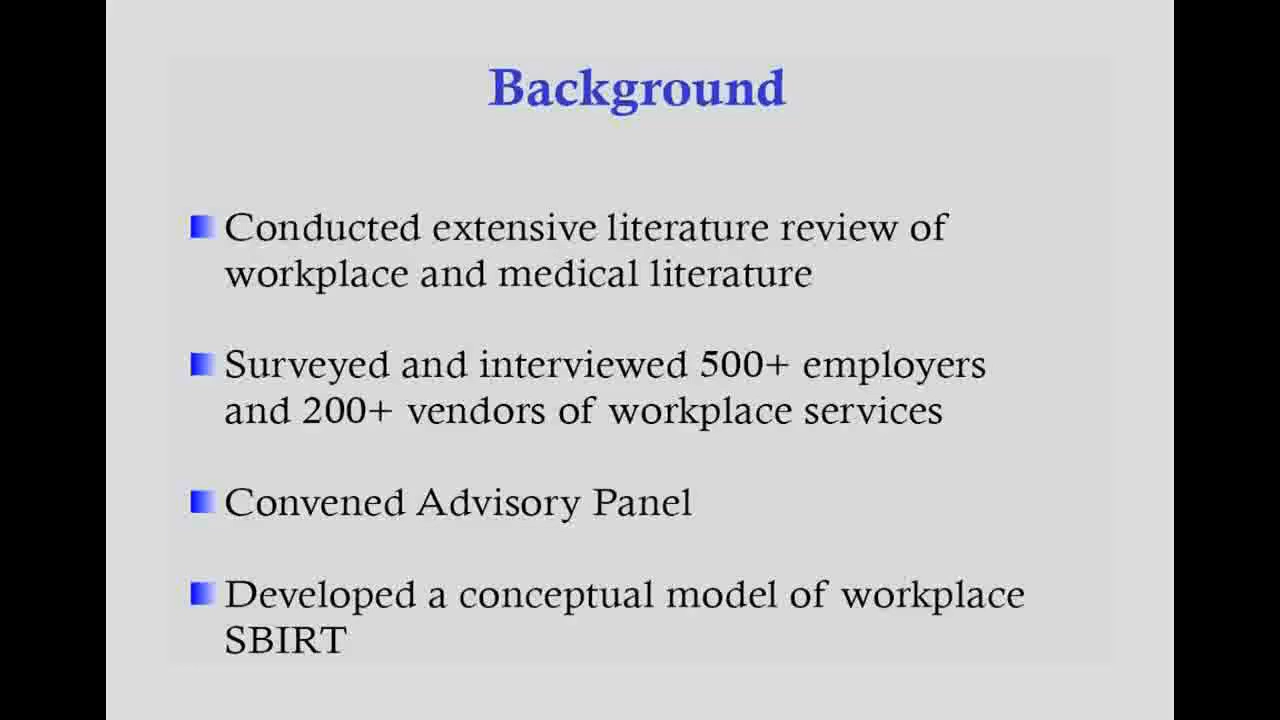 Background
Conducted extensive literature review of
workplace and medical literature
Surveyed and interviewed 500+ employers
and 200+ vendors of workplace services
Convened Advisory Panel
Developed a conceptual model of workplace
SBIRT